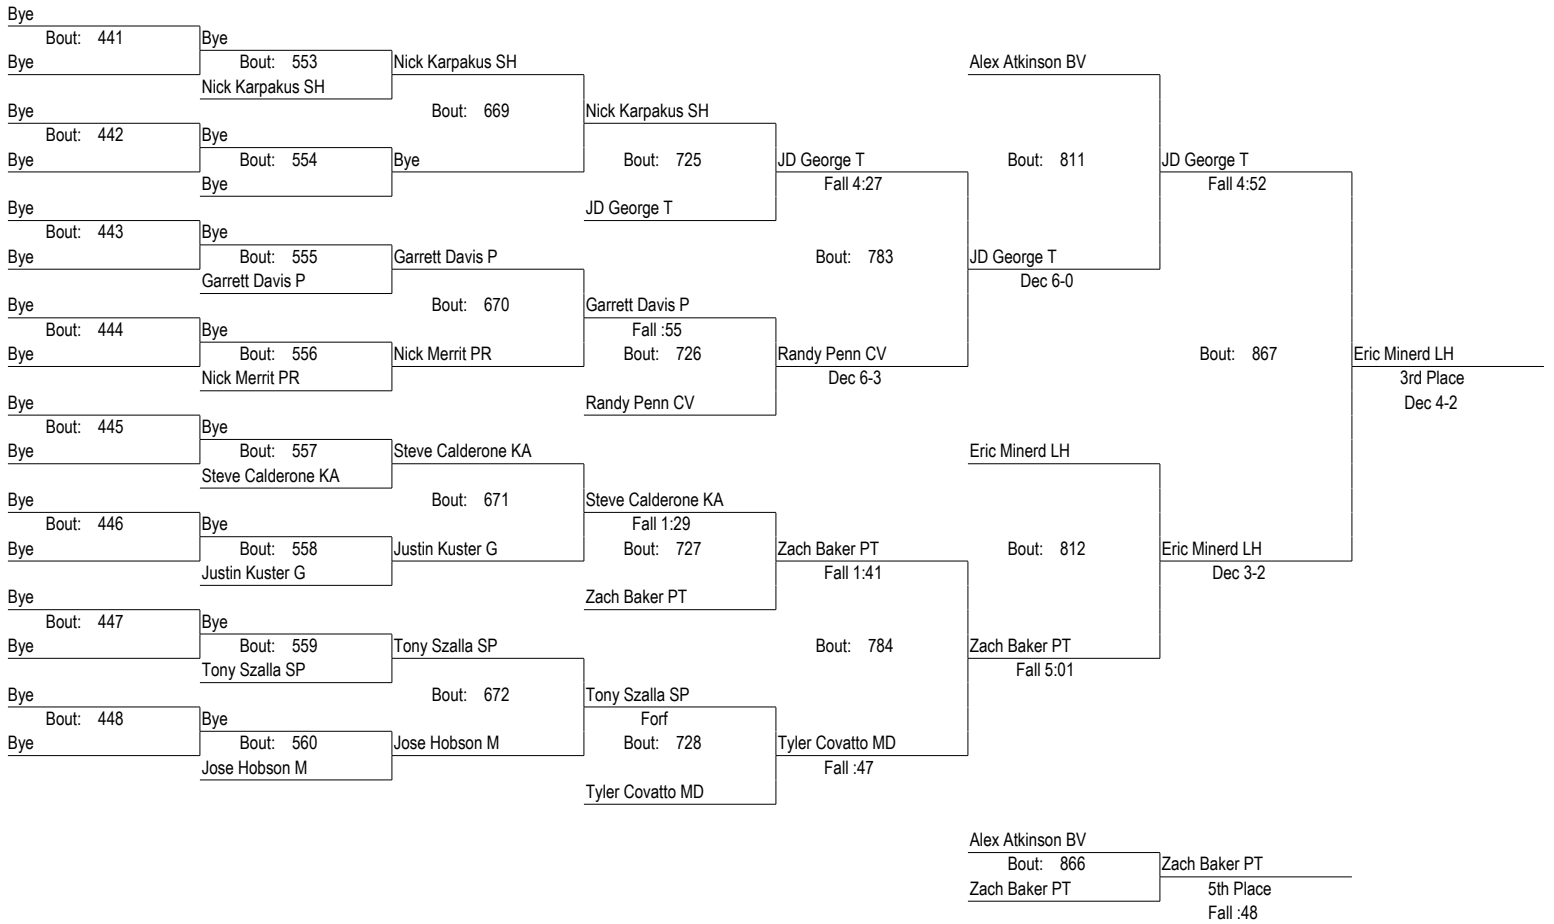 Bye
Bout: 441 Bye
Bye Bout: 553 Nick Karpakus SH Alex Atkinson BV
Nick Karpakus SH
Bye Bout: 669 Nick Karpakus SH
Bout: 442 Bye
Bye Bout: 554 Bye Bout: 725 JD George T Bout: 811 JD George T
Bye Fall 4:27 Fall 4:52
Bye JD George T
Bout: 443 Bye
Bye Bout: 555 Garrett Davis P Bout: 783 JD George T
Garrett Davis P Dec 6-0
Bye Bout: 670 Garrett Davis P
Bout: 444 Bye Fall :55
Bye Bout: 556 Nick Merrit PR Bout: 726 Randy Penn CV Bout: 867 Eric Minerd LH
Nick Merrit PR Dec 6-3 3rd Place
Bye Randy Penn CV Dec 4-2
Bout: 445 Bye
Bye Bout: 557 Steve Calderone KA Eric Minerd LH
Steve Calderone KA
Bye Bout: 671 Steve Calderone KA
Bout: 446 Bye Fall 1:29
Bye Bout: 558 Justin Kuster G Bout: 727 Zach Baker PT Bout: 812 Eric Minerd LH
Justin Kuster G Fall 1:41 Dec 3-2
Bye Zach Baker PT
Bout: 447 Bye
Bye Bout: 559 Tony Szalla SP Bout: 784 Zach Baker PT
Tony Szalla SP Fall 5:01
Bye Bout: 672 Tony Szalla SP
Bout: 448 Bye Forf
Bye Bout: 560 Jose Hobson M Bout: 728 Tyler Covatto MD
Jose Hobson M Fall :47
Tyler Covatto MD
Alex Atkinson BV
Bout: 866 Zach Baker PT
Zach Baker PT 5th Place
Fall :48